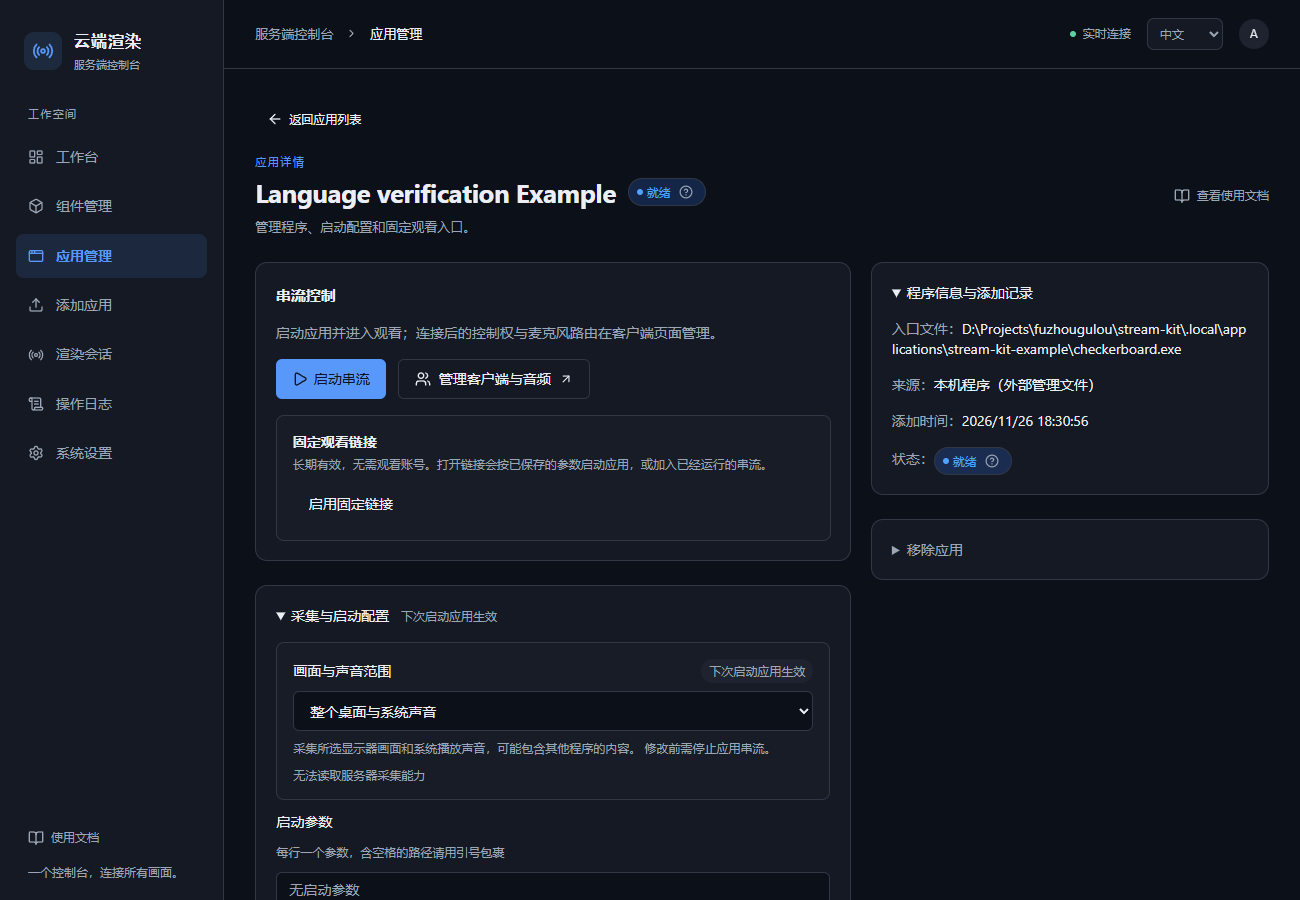 云端渲染
服务端控制台
工作空间
工作台
组件管理
应用管理
添加应用
渲染会话
操作日志
系统设置
使用文档
一个控制台，连接所有画面。
服务端控制台 > 应用管理
实时连接
中文
A
← 返回应用列表
应用详情
Language verification Example
就绪
查看使用文档
管理程序、启动配置和固定观看入口。
串流控制
启动应用并进入观看；连接后的控制权与麦克风路由在客户端页面管理。
启动串流
管理客户端与音频
固定观看链接
长期有效，无需观看账号。打开链接会按已保存的参数启动应用，或加入已经运行的串流。
启用固定链接
采集与启动配置 下次启动应用生效
画面与声音范围
下次启动应用生效
整个桌面与系统声音
采集所选显示器画面和系统播放声音，可能包含其他程序的内容。 修改前需停止应用串流。
无法读取服务器采集能力
启动参数
每行一个参数，含空格的路径请用引号包裹
无启动参数
程序信息与添加记录
入口文件：D:\Projects\fuzhougulou\stream-kit\.local\app
lications\stream-kit-example\checkerboard.exe
来源：本机程序（外部管理文件）
添加时间：2026/11/26 18:30:56
状态：就绪
移除应用